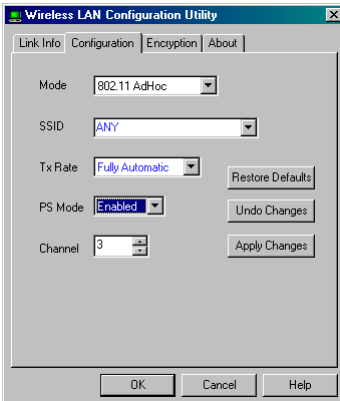 Wireless LAN Configuration Utility
Link Info Configuration Encryption About
Mode 802.11 AdHoc
SSID ANY
Tx Rate Fully Automatic
Restore Defaults
PS Mode Enabled
Undo Changes
Channel 3
Apply Changes
OK Cancel Help